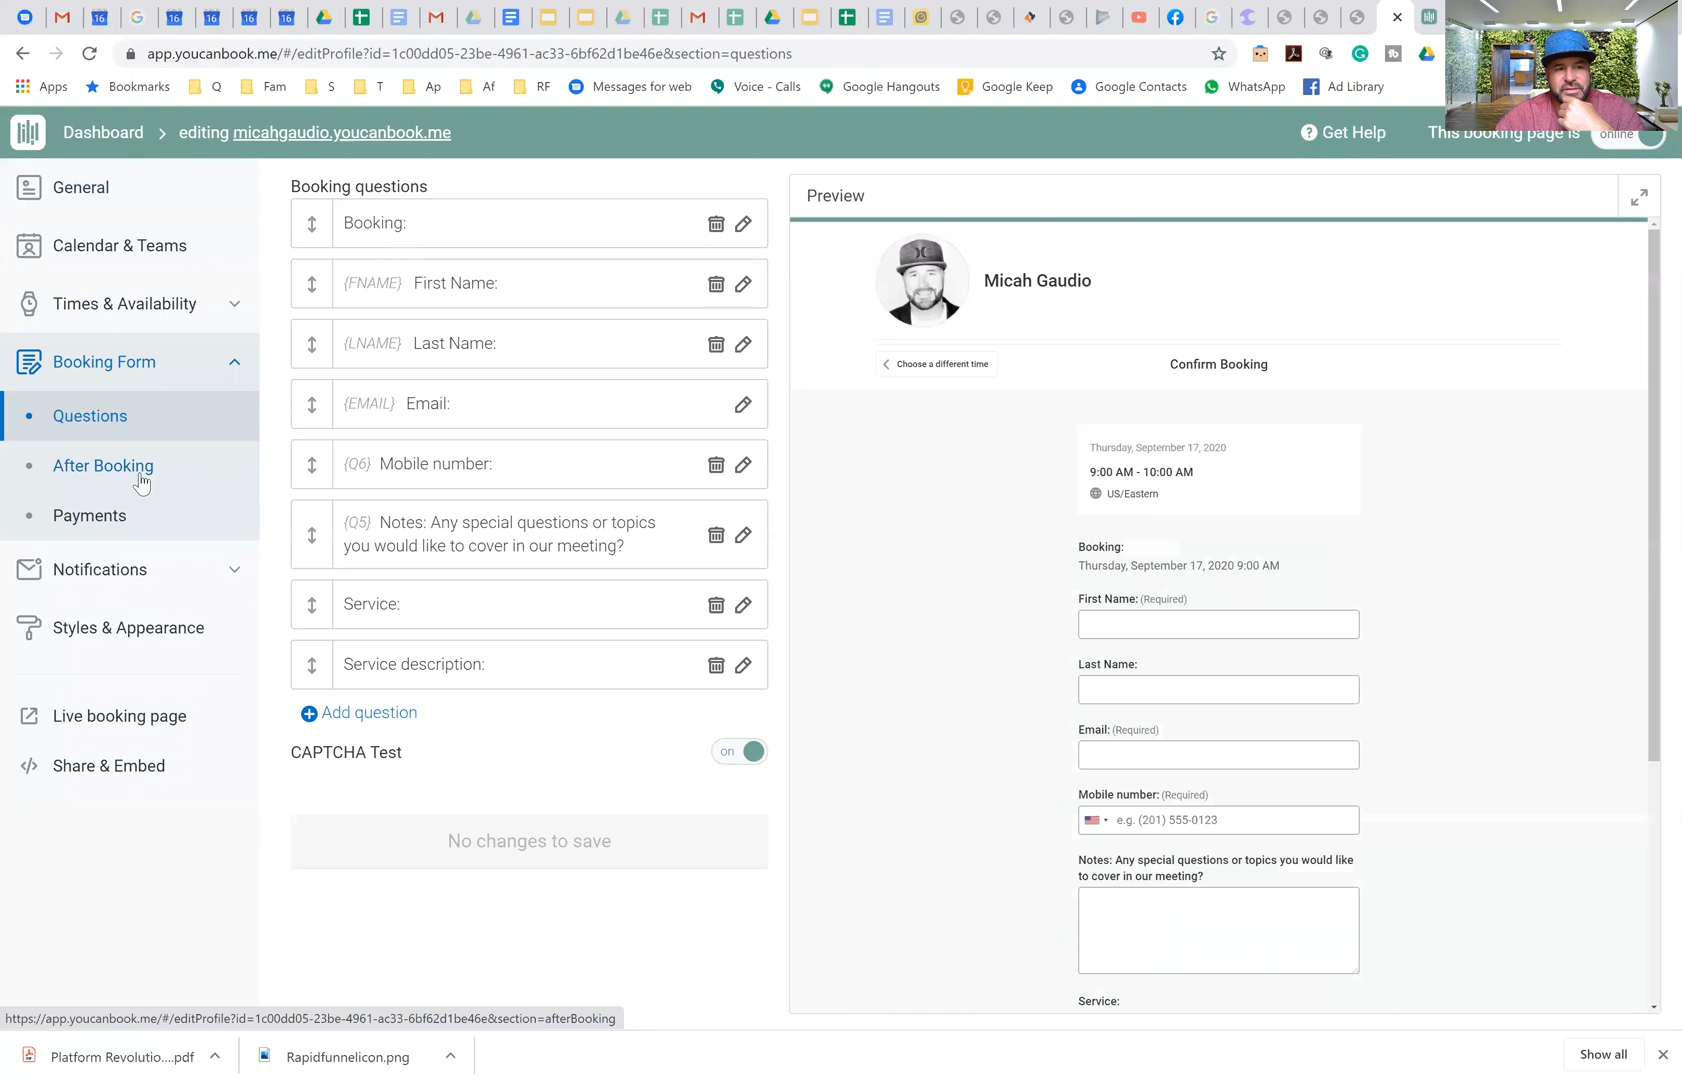 16
16
16
16
16
app.youcanbook.me/#/editProfile?id=1c00dd05-23be-4961-ac33-6bf62d1be46e&section=questions
Apps
Bookmarks
Q
Fam
S
T
Ap
Af
RF
Messages for web
Voice - Calls
Google Hangouts
Google Keep
Google Contacts
WhatsApp
Ad Library
Dashboard > editing micahgaudio.youcanbook.me
Get Help
This booking page is online
General
Calendar & Teams
Times & Availability
Booking Form
Questions
After Booking
Payments
Notifications
Styles & Appearance
Live booking page
Share & Embed
Booking questions
Booking:
{FNAME} First Name:
{LNAME} Last Name:
{EMAIL} Email:
{Q6} Mobile number:
{Q5} Notes: Any special questions or topics
you would like to cover in our meeting?
Service:
Service description:
Add question
CAPTCHA Test
on
No changes to save
Preview
Micah Gaudio
Choose a different time
Confirm Booking
Thursday, September 17, 2020
9:00 AM - 10:00 AM
US/Eastern
Booking:
Thursday, September 17, 2020 9:00 AM
First Name: (Required)
Last Name:
Email: (Required)
Mobile number: (Required)
e.g. (201) 555-0123
Notes: Any special questions or topics you would like
to cover in our meeting?
Service:
https://app.youcanbook.me/#/editProfile?id=1c00dd05-23be-4961-ac33-6bf62d1be46e&section=afterBooking
Platform Revolutio....pdf
Rapidfunnelicon.png
Show all